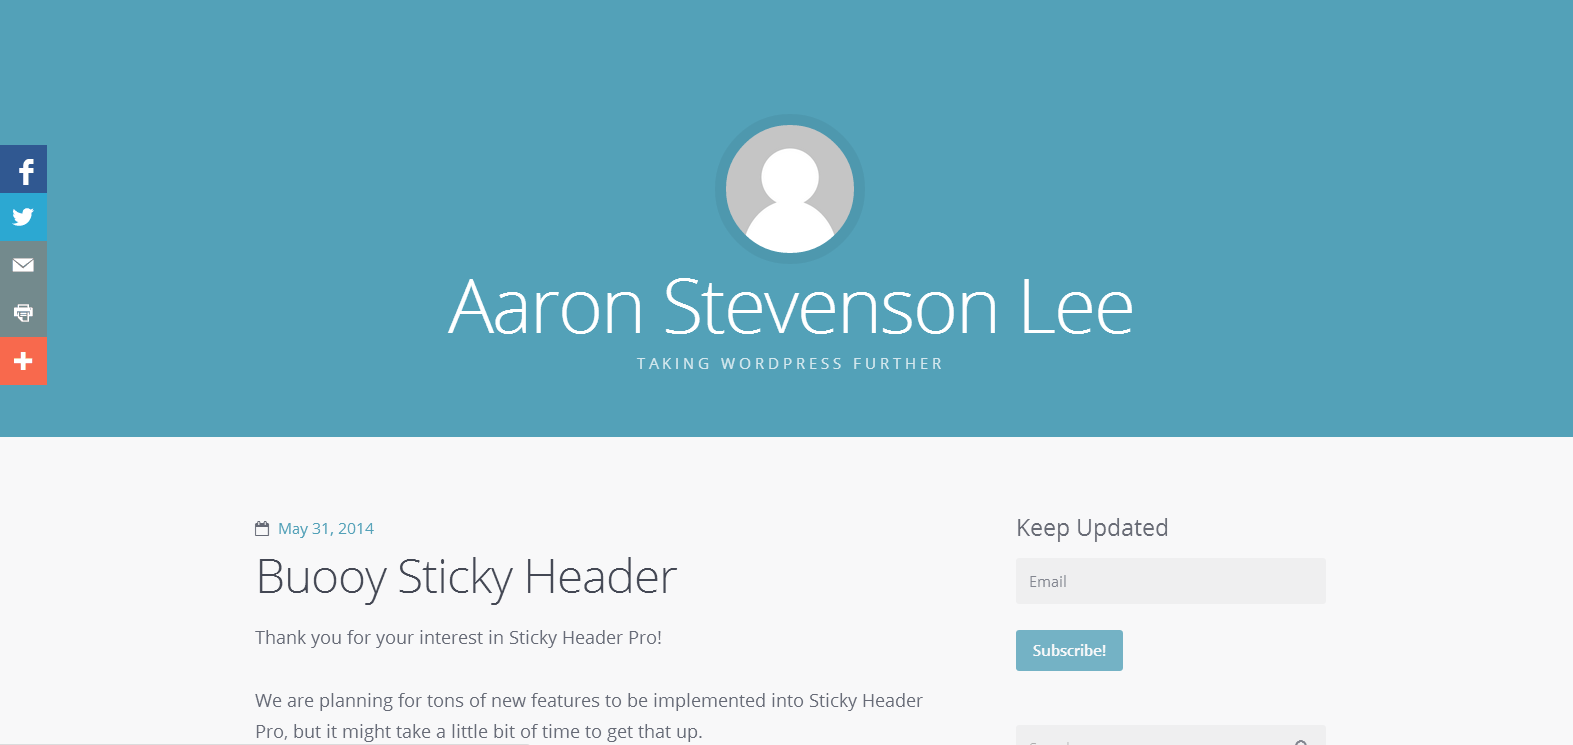 Aaron Stevenson Lee
TAKING WORDPRESS FURTHER
May 31, 2014
Buooy Sticky Header
Thank you for your interest in Sticky Header Pro!
We are planning for tons of new features to be implemented into Sticky Header
Pro, but it might take a little bit of time to get that up.
Keep Updated
Email
Subscribe!